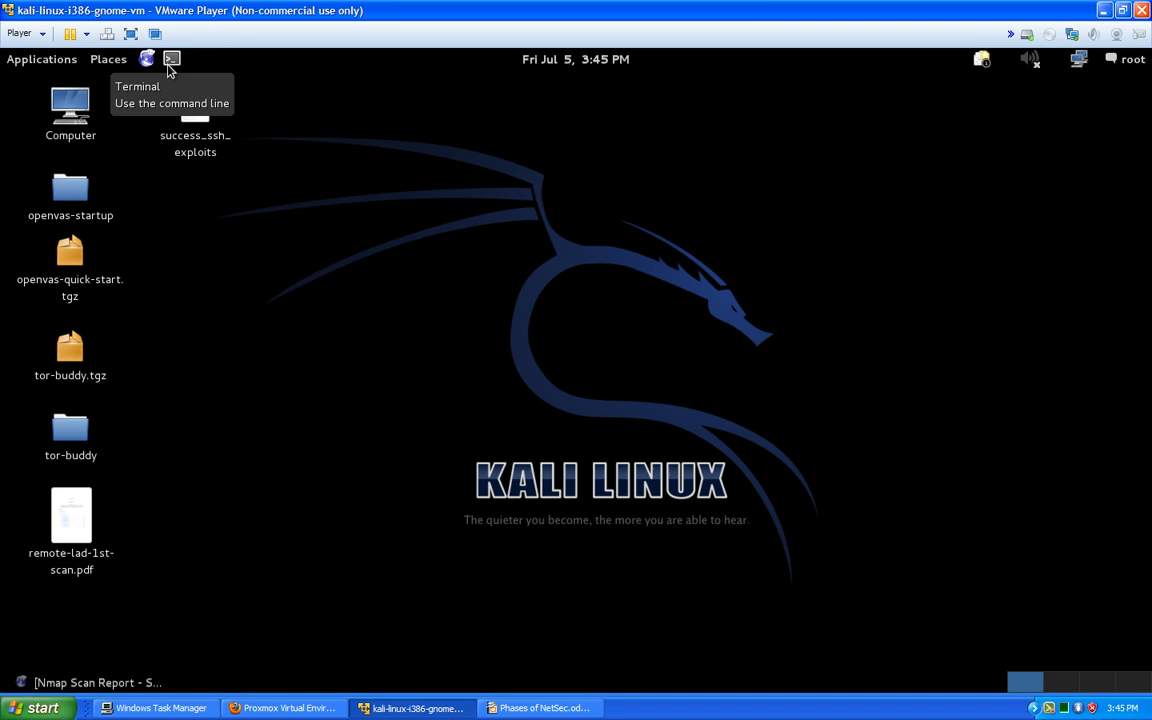 kali-linux-i386-gnome-vm - VMware Player (Non-commercial use only)
Player
Applications Places Fri Jul 5, 3:45 PM root
Terminal
Use the command line
Computer
success_ssh_
exploits
openvas-startup
openvas-quick-start.
tgz
tor-buddy.tgz
tor-buddy
remote-lad-1st-
scan.pdf
KALI LINUX
The quieter you become, the more you are able to hear.
[Nmap Scan Report - S...
start Windows Task Manager Proxmox Virtual Envir... kali-linux-i386-gnome... Phases of NetSec.od... 3:45 PM